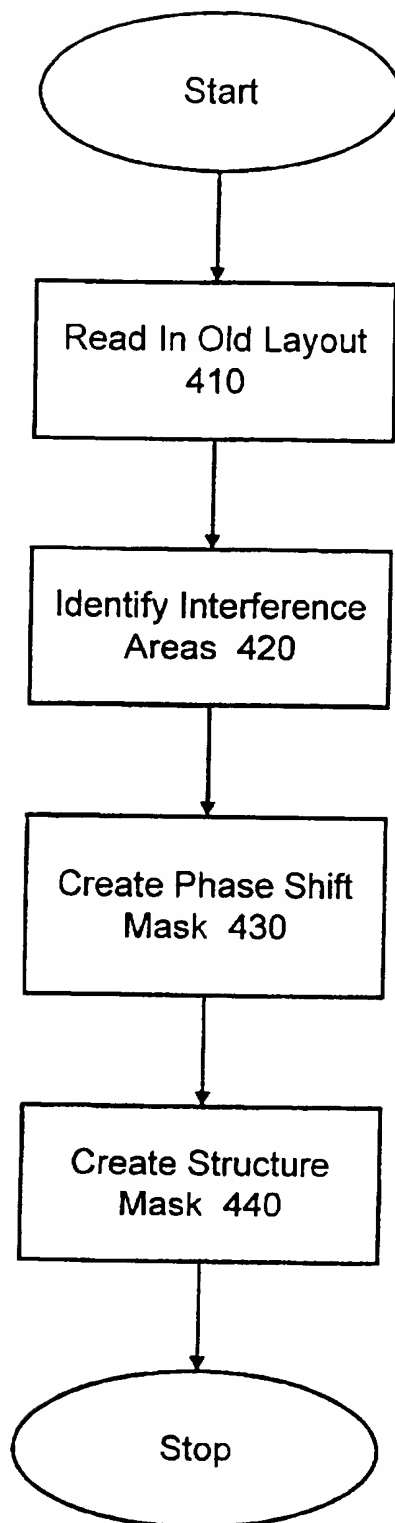 Start
Read In Old Layout
410
Identify Interference
Areas 420
Create Phase Shift
Mask 430
Create Structure
Mask 440
Stop